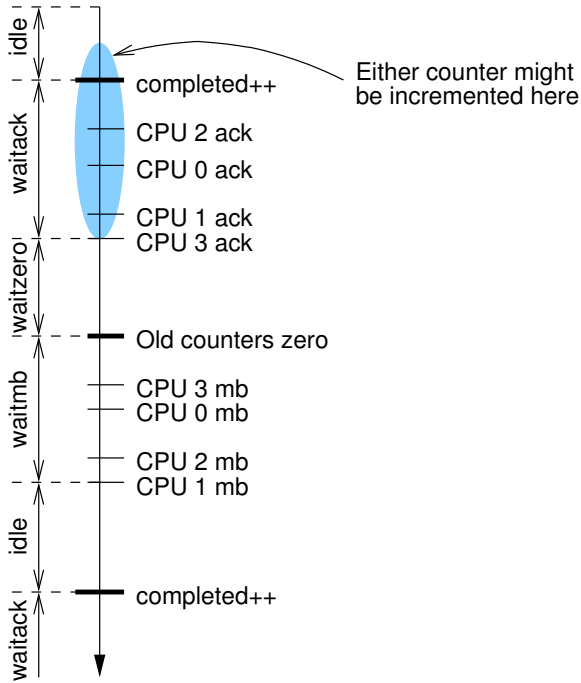 idle
completed++
Either counter might
be incremented here
waitack
CPU 2 ack
CPU 0 ack
CPU 1 ack
CPU 3 ack
waitzero
Old counters zero
waitmb
CPU 3 mb
CPU 0 mb
CPU 2 mb
CPU 1 mb
idle
completed++
waitack